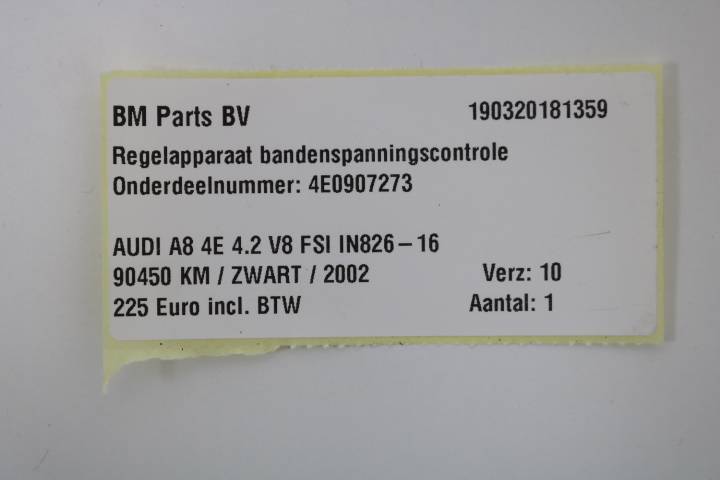 BM Parts BV 190320181359
Regelapparaat bandenspanningscontrole
Onderdeelnummer: 4E0907273
AUDI A8 4E 4.2 V8 FSI IN826-16
90450 KM / ZWART / 2002 Verz: 10
225 Euro incl. BTW Aantal: 1